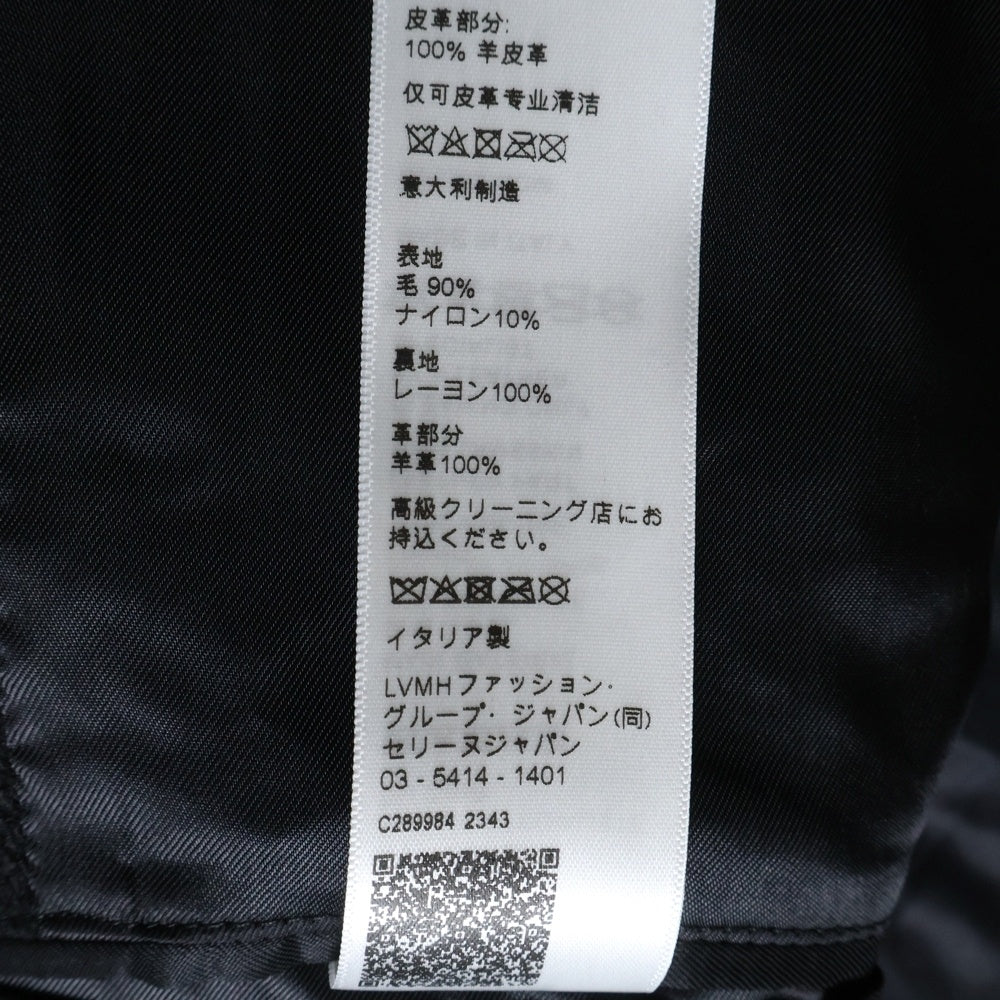 皮革部分:
100% 羊皮革
仅可皮革专业清洁
意大利制造
表地
毛 90%
ナイロン10%
裏地
レーヨン100%
革部分
羊革100%
高級クリーニング店にお
持込ください。
イタリア製
LVMHファッション·
グループ· ジャパン(同)
セリーヌジャパン
03 - 5414 - 1401
C289984 2343